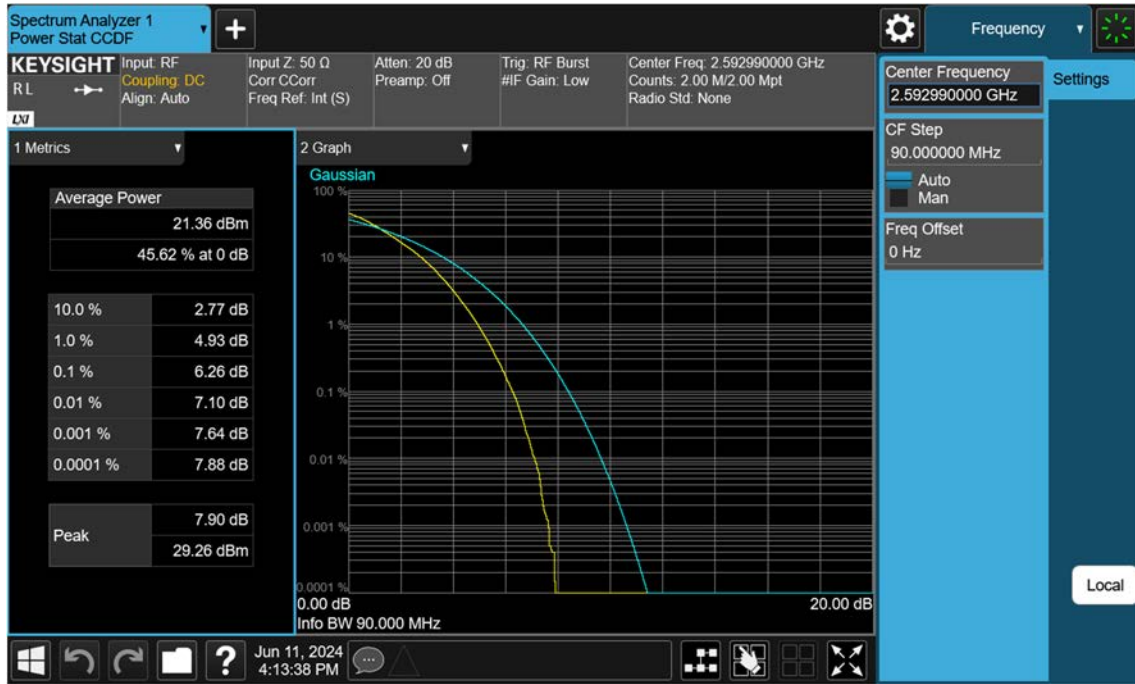 Spectrum Analyzer 1
Power Stat CCDF
Frequency
KEYSIGHT
R L
LXI
Input: RF
Coupling: DC
Align: Auto
Input Z: 50 Ω
Corr CCorr
Freq Ref: Int (S)
Atten: 20 dB
Preamp: Off
Trig: RF Burst
#IF Gain: Low
Center Freq: 2.592990000 GHz
Counts: 2.00 M/2.00 Mpt
Radio Std: None
Center Frequency
2.592990000 GHz
Settings
CF Step
90.000000 MHz
Auto
Man
Freq Offset
0 Hz
Local
1 Metrics
Average Power
21.36 dBm
45.62 % at 0 dB
10.0 % 2.77 dB
1.0 % 4.93 dB
0.1 % 6.26 dB
0.01 % 7.10 dB
0.001 % 7.64 dB
0.0001 % 7.88 dB
Peak 7.90 dB
29.26 dBm
2 Graph
Gaussian
100 %
10 %
1 %
0.1 %
0.01 %
0.001 %
0.0001 %
0.00 dB 20.00 dB
Info BW 90.000 MHz
?
Jun 11, 2024
4:13:38 PM